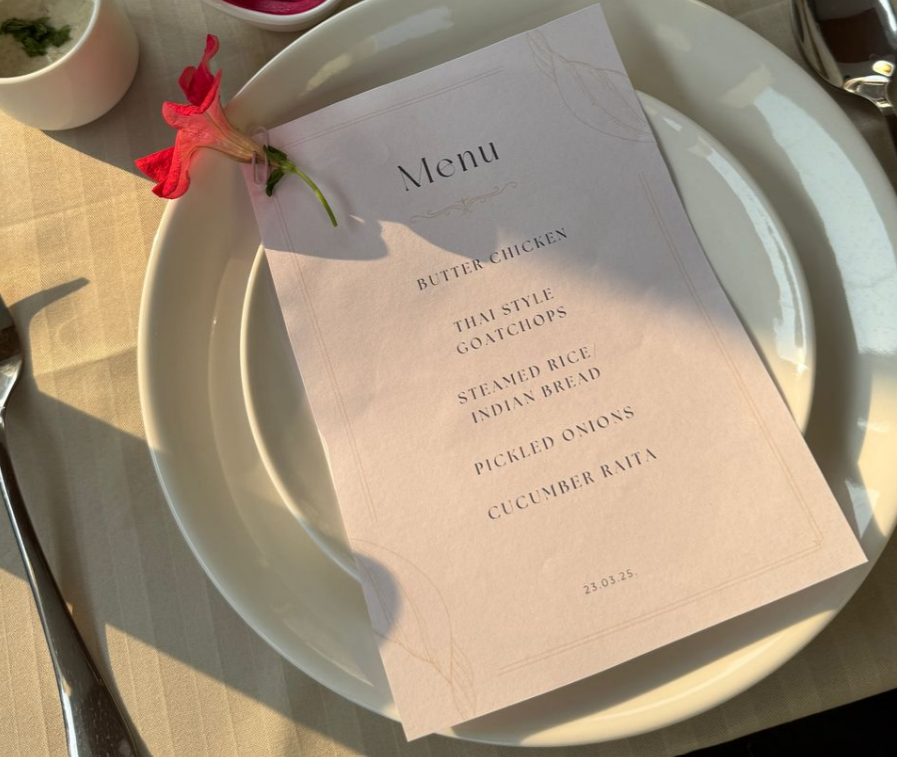 Menu
BUTTER CHICKEN
THAI STYLE
GOATCHOPS
STEAMED RICE/
INDIAN BREAD
PICKLED ONIONS
CUCUMBER RAITA
23.03.25.